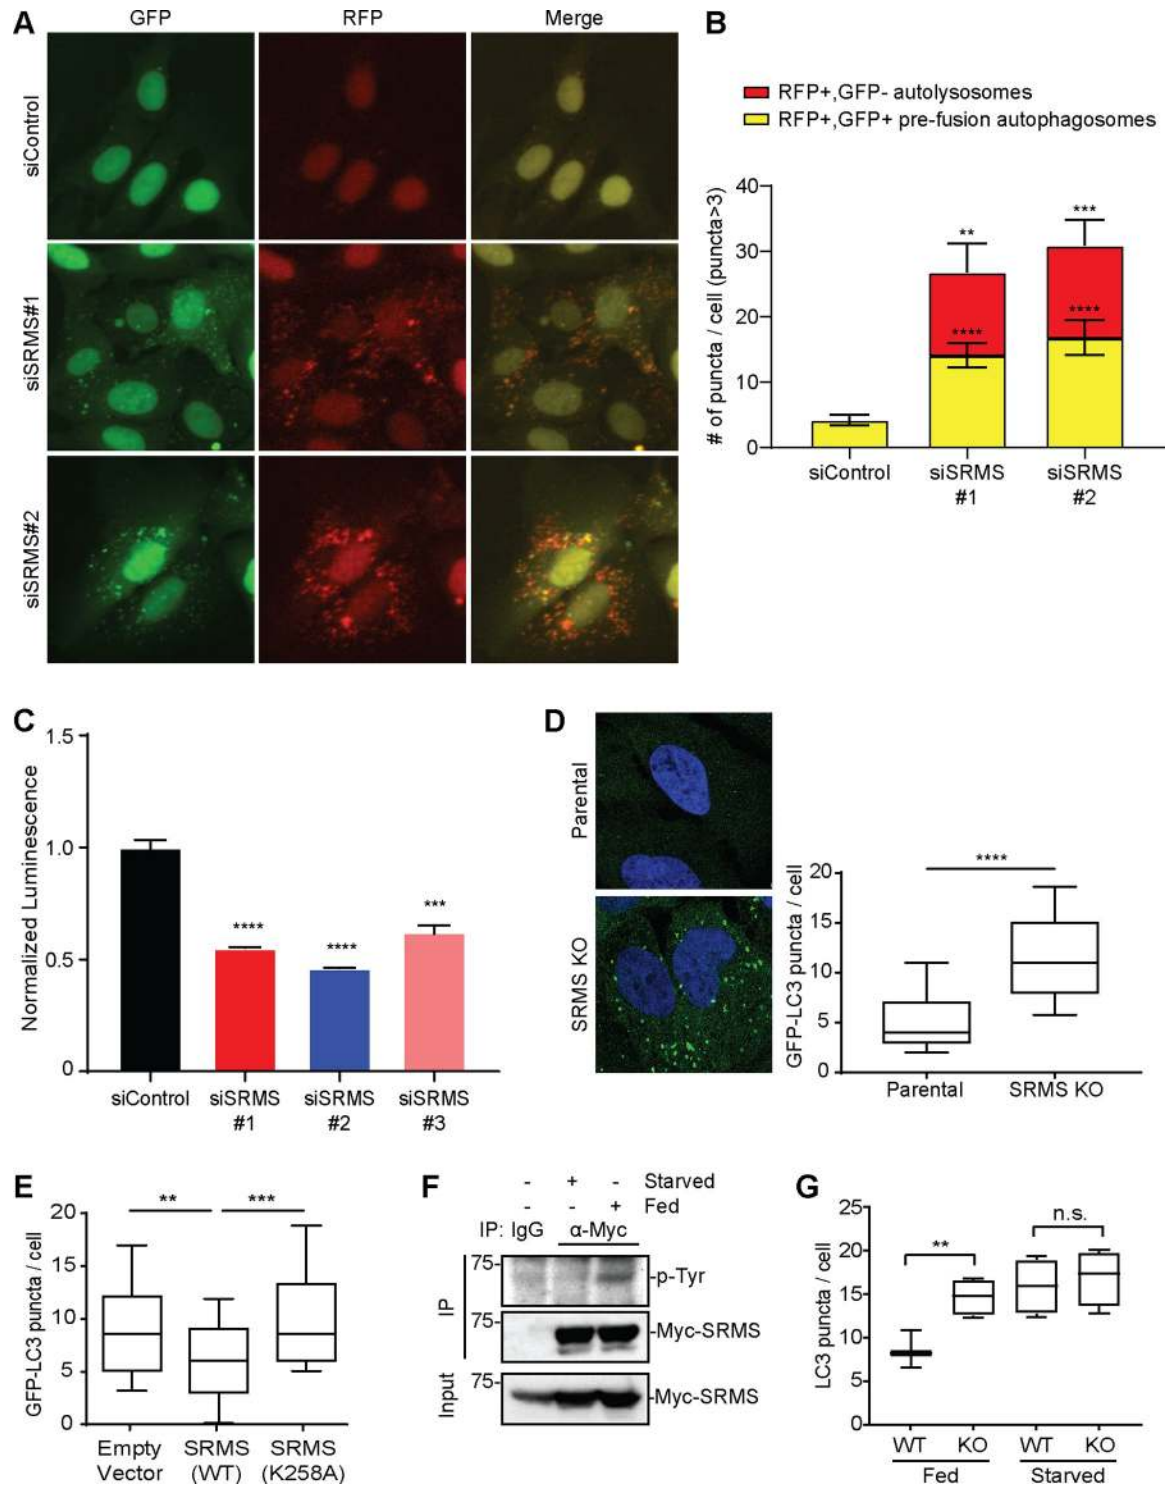 A
GFP
RFP
Merge
siControl
siSRMS#1
siSRMS#2
B
RFP+,GFP- autolysosomes
RFP+,GFP+ pre-fusion autophagosomes
# of puncta / cell (puncta>3)
40
30
20
10
0
**
***
****
****
siControl
siSRMS #1
siSRMS #2
C
Normalized Luminescence
1.5
1.0
0.5
0
****
****
***
siControl
siSRMS #1
siSRMS #2
siSRMS #3
D
Parental
SRMS KO
GFP-LC3 puncta / cell
20
15
10
5
0
****
Parental
SRMS KO
E
GFP-LC3 puncta / cell
20
15
10
5
0
**
***
Empty Vector
SRMS (WT)
SRMS (K258A)
F
- + - Starved
- - + Fed
IP: IgG α-Myc
IP
75-
-p-Tyr
75-
-Myc-SRMS
Input
75-
-Myc-SRMS
G
LC3 puncta / cell
25
20
15
10
5
0
**
n.s.
WT KO WT KO
Fed Starved